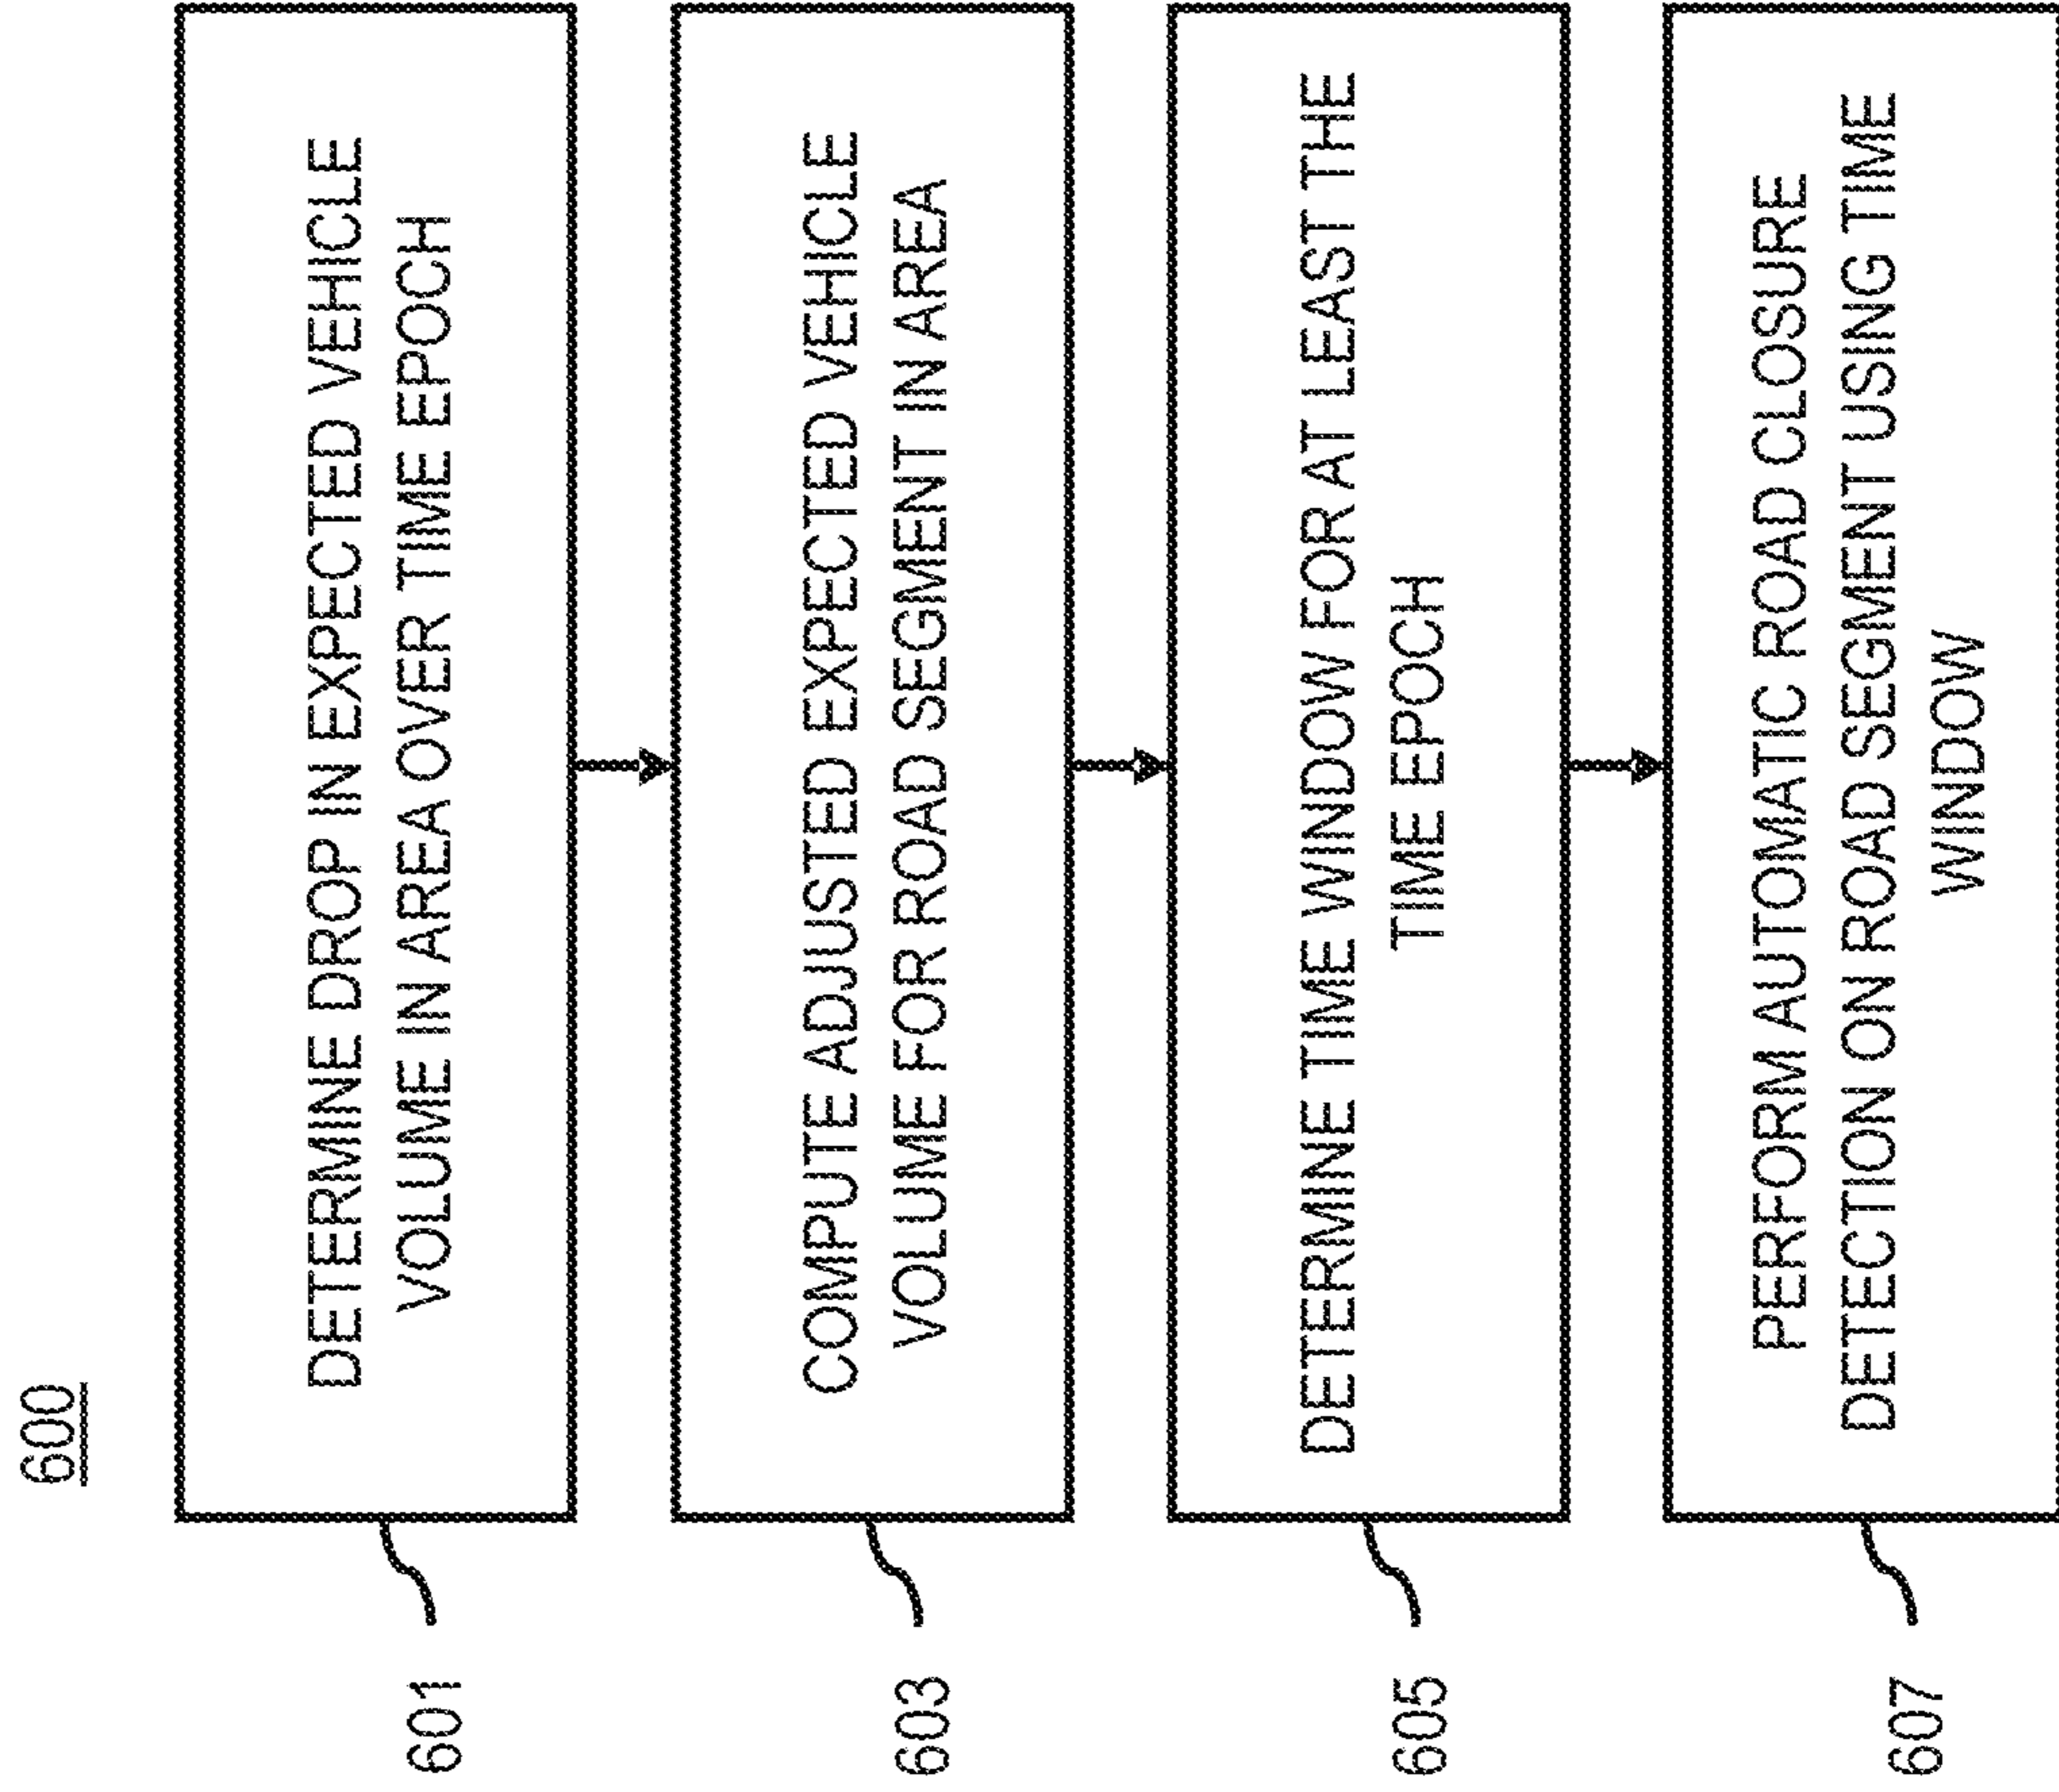 600
601
DETERMINE DROP IN EXPECTED VEHICLE
VOLUME IN AREA OVER TIME EPOCH
603
COMPUTE ADJUSTED EXPECTED VEHICLE
VOLUME FOR ROAD SEGMENT IN AREA
605
DETERMINE TIME WINDOW FOR AT LEAST THE
TIME EPOCH
607
PERFORM AUTOMATIC ROAD CLOSURE
DETECTION ON ROAD SEGMENT USING TIME
WINDOW